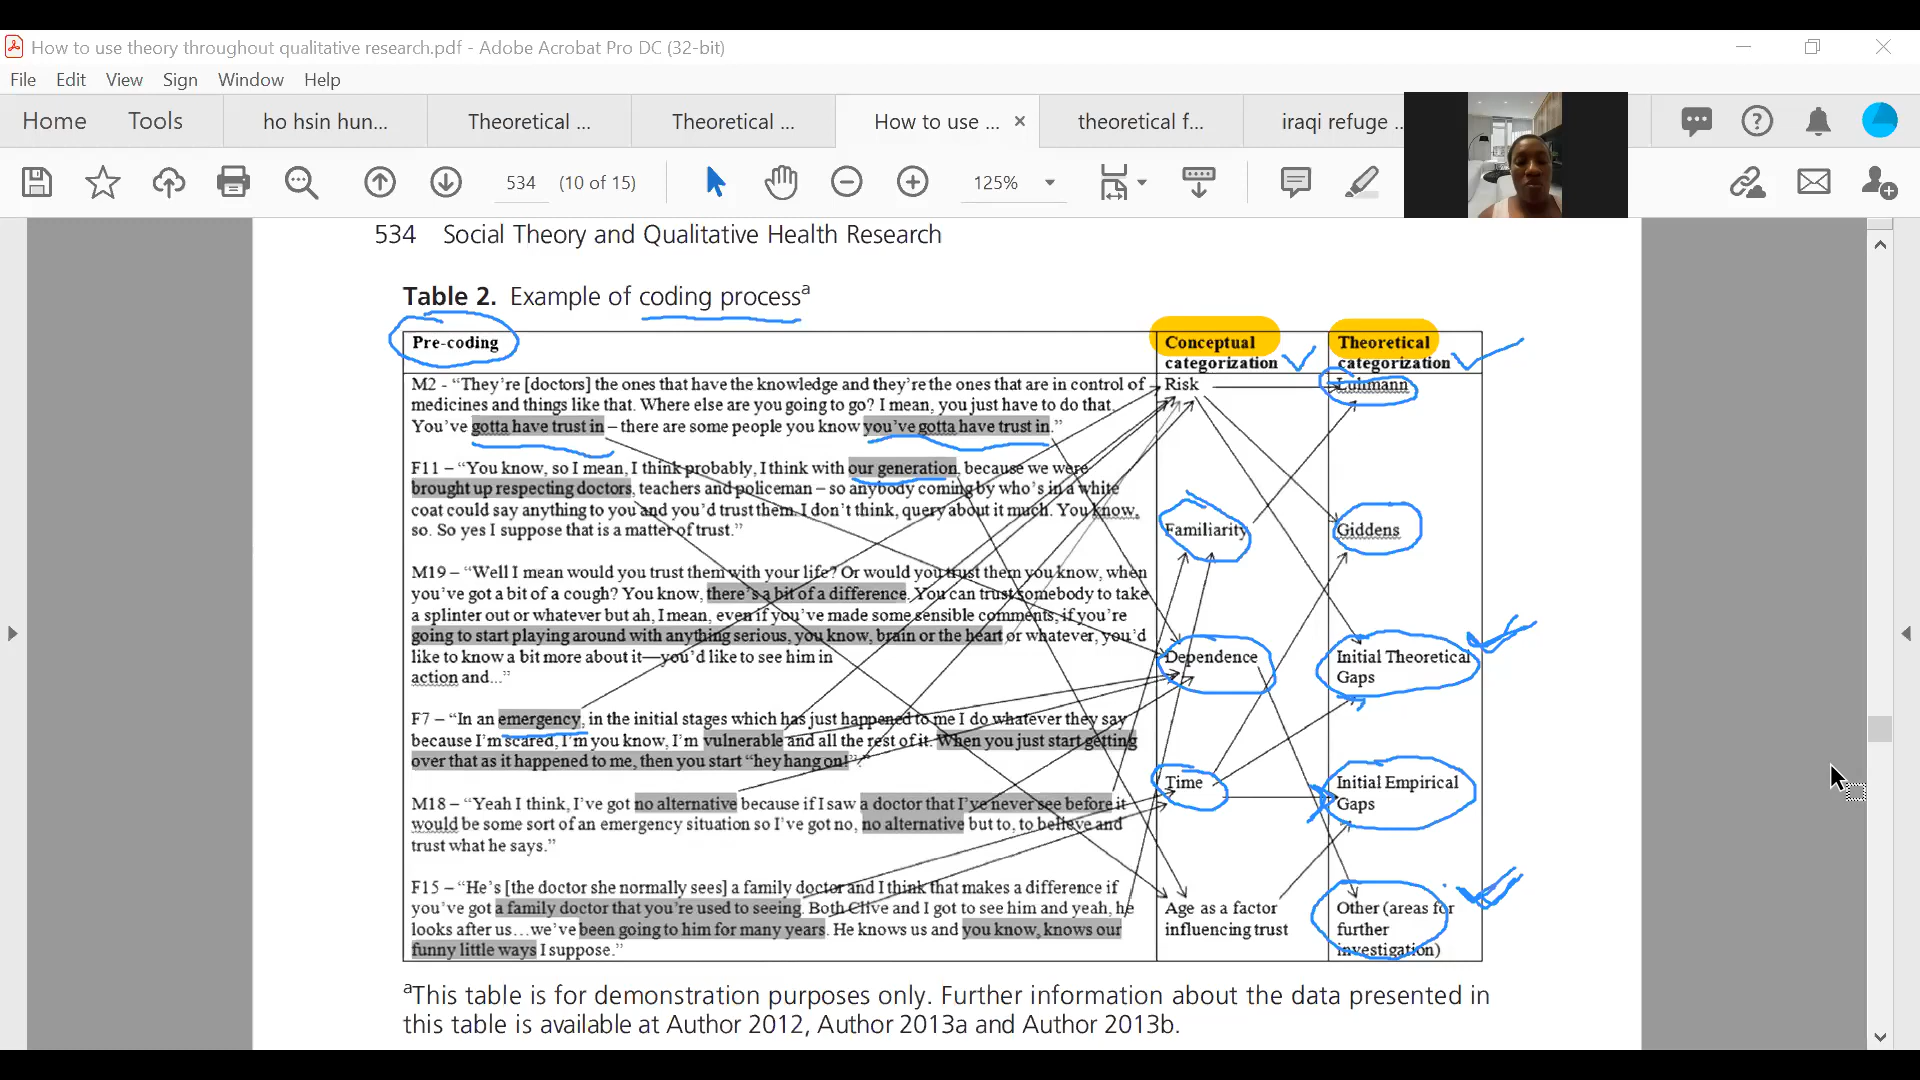 How to use theory throughout qualitative research.pdf - Adobe Acrobat Pro DC (32-bit)
File Edit View Sign Window Help
Home Tools ho hsin hun... Theoretical ... Theoretical ... How to use ... × theoretical f... iraqi refuge ...
534 (10 of 15) 125%
534 Social Theory and Qualitative Health Research
Table 2. Example of coding processᵃ
Pre-coding
M2 - “They’re [doctors] the ones that have the knowledge and they’re the ones that are in control of
medicines and things like that. Where else are you going to go? I mean, you just have to do that.
You’ve gotta have trust in – there are some people you know you’ve gotta have trust in.”
F11 – “You know, so I mean, I think probably, I think with our generation, because we were
brought up respecting doctors, teachers and policeman – so anybody coming by who’s in a white
coat could say anything to you and you’d trust them. I don’t think, query about it much. You know,
so. So yes I suppose that is a matter of trust.”
M19 – “Well I mean would you trust them with your life? Or would you trust them you know, when
you’ve got a bit of a cough? You know, there’s a bit of a difference. You can trust somebody to take
a splinter out or whatever but ah, I mean, even if you’ve made some sensible comments, if you’re
going to start playing around with anything serious, you know, brain or the heart or whatever, you’d
like to know a bit more about it—you’d like to see him in
action and...”
F7 – “In an emergency, in the initial stages which has just happened to me I do whatever they say
because I’m scared, I’m you know, I’m vulnerable and all the rest of it. When you just start getting
over that as it happened to me, then you start “hey hang on!”.”
M18 – “Yeah I think, I’ve got no alternative because if I saw a doctor that I’ve never see before it
would be some sort of an emergency situation so I’ve got no, no alternative but to, to believe and
trust what he says.”
F15 – “He’s [the doctor she normally sees] a family doctor and I think that makes a difference if
you’ve got a family doctor that you’re used to seeing. Both Clive and I got to see him and yeah, he
looks after us…we’ve been going to him for many years. He knows us and you know, knows our
funny little ways I suppose.”
Conceptual
categorization
Risk
Familiarity
Dependence
Time
Age as a factor
influencing trust
Theoretical
categorization
Luhmann
Giddens
Initial Theoretical
Gaps
Initial Empirical
Gaps
Other (areas for
further
investigation)
ᵃThis table is for demonstration purposes only. Further information about the data presented in
this table is available at Author 2012, Author 2013a and Author 2013b.